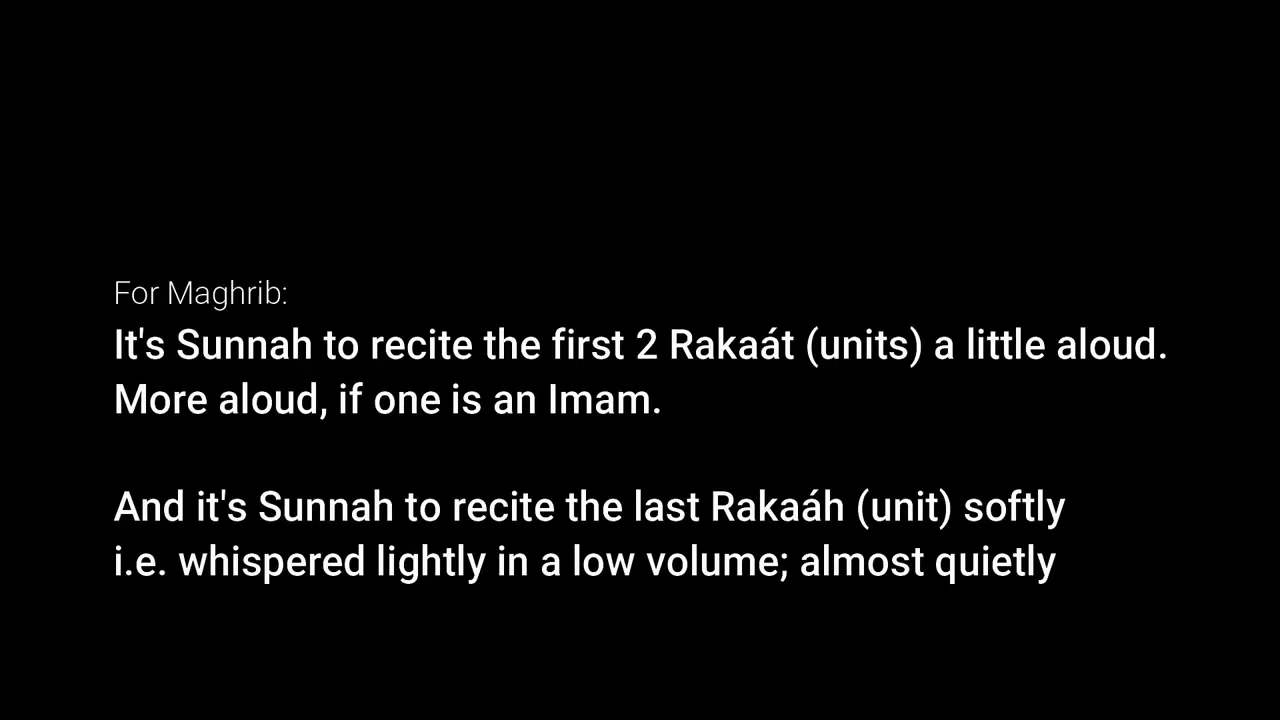 For Maghrib:
It's Sunnah to recite the first 2 Rakaát (units) a little aloud.
More aloud, if one is an Imam.
And it's Sunnah to recite the last Rakaáh (unit) softly
i.e. whispered lightly in a low volume; almost quietly